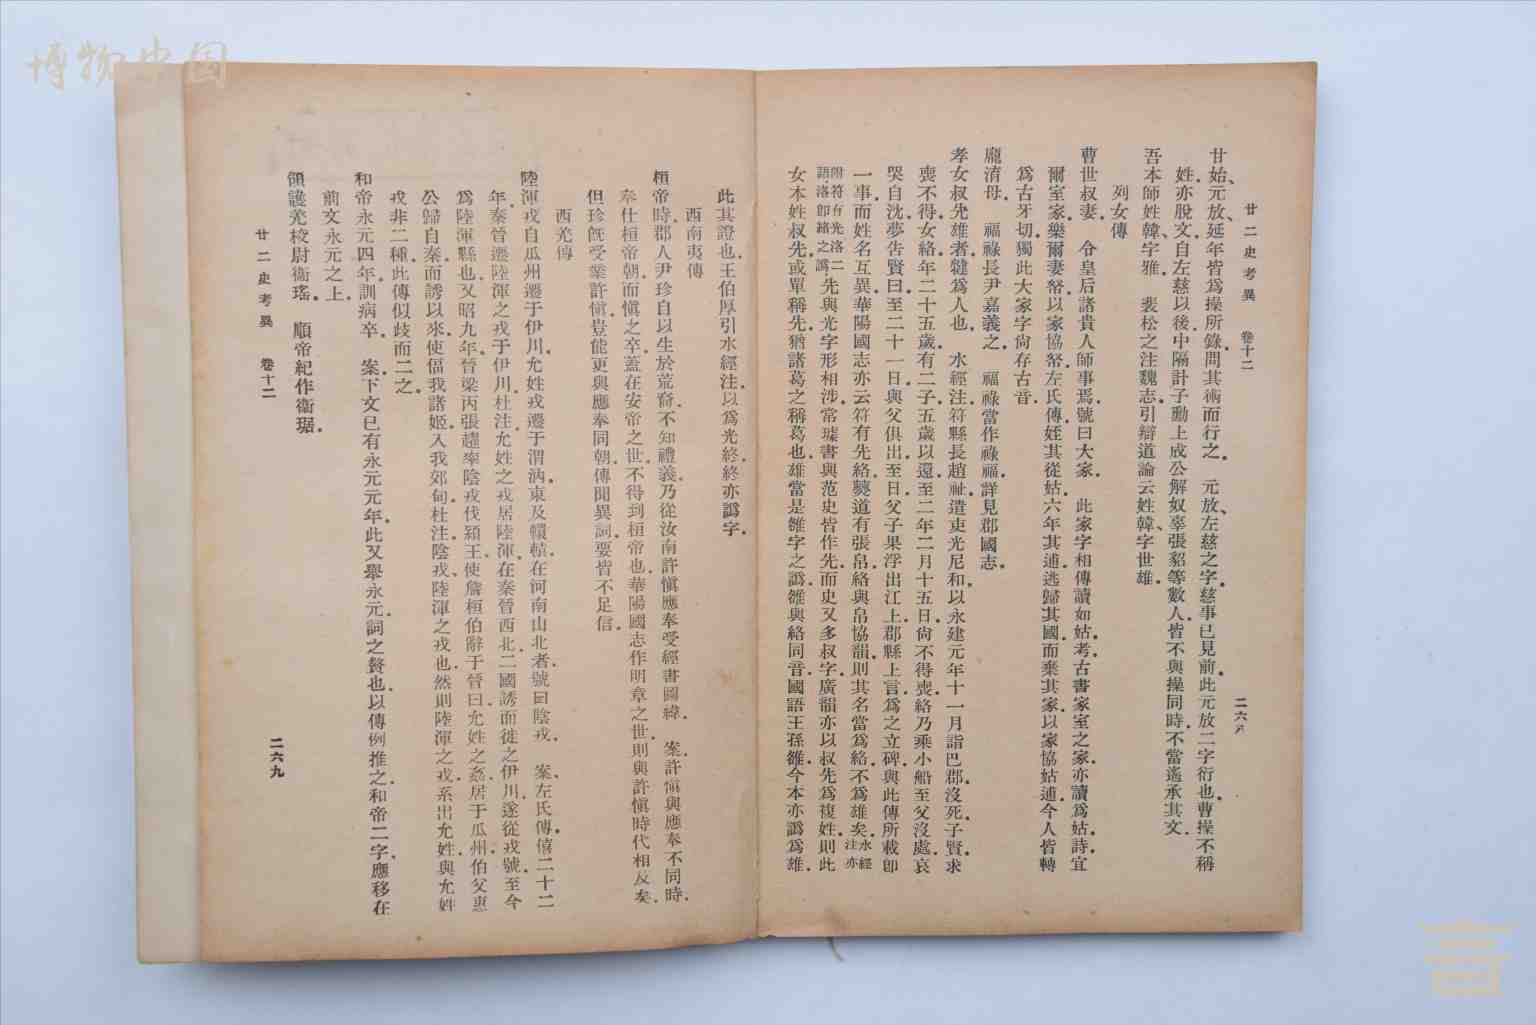 博物中国
廿二史考異　卷十二　二六八
甘始、元放、延年皆爲操所錄。問其術而行之。　元放、左慈之字。慈事已見前。此元放二字衍也。曹操不稱
姓。亦脫文。自左慈以後。中隔計子勳上成公解奴辜張貂等數人。皆不與操同時。不當遙承其文。
吾本師姓韓、字雅。　裴松之注魏志。引辯道論云。姓韓、字世雄。
列女傳
曹世叔妻。　令皇后諸貴人師事焉。號曰大家。　此家字相傳讀如姑。考古書家室之家。亦讀爲姑。詩。宜
爾室家。樂爾妻帑。以家協帑。左氏傳。姪其從姑。六年其逋。逃歸其國。而棄其家。以家協姑逋。今人皆轉
爲古牙切。獨此大家字尙存古音。
龐淯母。　福祿長尹嘉義之。　福祿當作祿福。詳見郡國志。
孝女叔先雄者。犍爲人也。　水經注。符縣長趙祉。遣吏光尼和。以永建元年十一月。詣巴郡。沒死。子賢。求
喪不得。女絡。年二十五歲。有二子。五歲以還。至二年二月十五日。尙不得喪。絡乃乘小船。至父沒處。哀
哭自沈。夢告賢曰。至二十一日。與父俱出。至日。父子果浮出江上。郡縣上言。爲之立碑。與此傳所載卽
一事。而姓名互異。華陽國志亦云。符有先絡。僰道有張帛。絡與帛協韻。則其名當爲絡。不爲雄矣。水經注亦
附符有光洛二語洛卽絡之譌。先與光字形相涉。常璩書與范史皆作先。而史又多叔字。廣韻亦以叔先爲複姓。則此
女本姓叔先。或單稱先。猶諸葛之稱葛也。雄當是雒字之譌。雒與絡同音。國語王孫雒。今本亦譌爲雄。
此其證也。王伯厚引水經注。以爲光終。終亦譌字。
西南夷傳
桓帝時。郡人尹珍自以生於荒裔。不知禮義。乃從汝南許愼應奉受經書圖緯。　案。許愼與應奉不同時。
奉仕桓帝朝。而愼之卒。蓋在安帝之世。不得到桓帝也。華陽國志作明章之世。則與許愼時代相反矣。
但珍旣受業許愼。豈能更與應奉同朝。傳聞異詞。要皆不足信。
西羌傳
陸渾戎自瓜州遷于伊川。允姓戎遷于渭汭。東及轘轅。在河南山北者。號曰陰戎。　案、左氏傳。僖二十二
年。秦晉遷陸渾之戎于伊川。杜注。允姓之戎居陸渾。在秦晉西北。二國誘而徙之伊川。遂從戎號。至今
爲陸渾縣也。又昭九年。晉梁丙張趯率陰戎伐潁。王使詹桓伯辭于晉曰。允姓之姦。居于瓜州。伯父惠
公歸自秦。而誘以來。使偪我諸姬。入我郊甸。杜注。陰戎、陸渾之戎也。然則陸渾之戎。系出允姓。與允姓
戎非二種。此傳似歧而二之。
和帝永元四年。訓病卒。　案。下文已有永元元年。此又舉永元。詞之贅也。以傳例推之。和帝二字。應移在
前文永元之上。
領護羌校尉衞瑤。　順帝紀作衞琚。
廿二史考異　卷十二　二六九